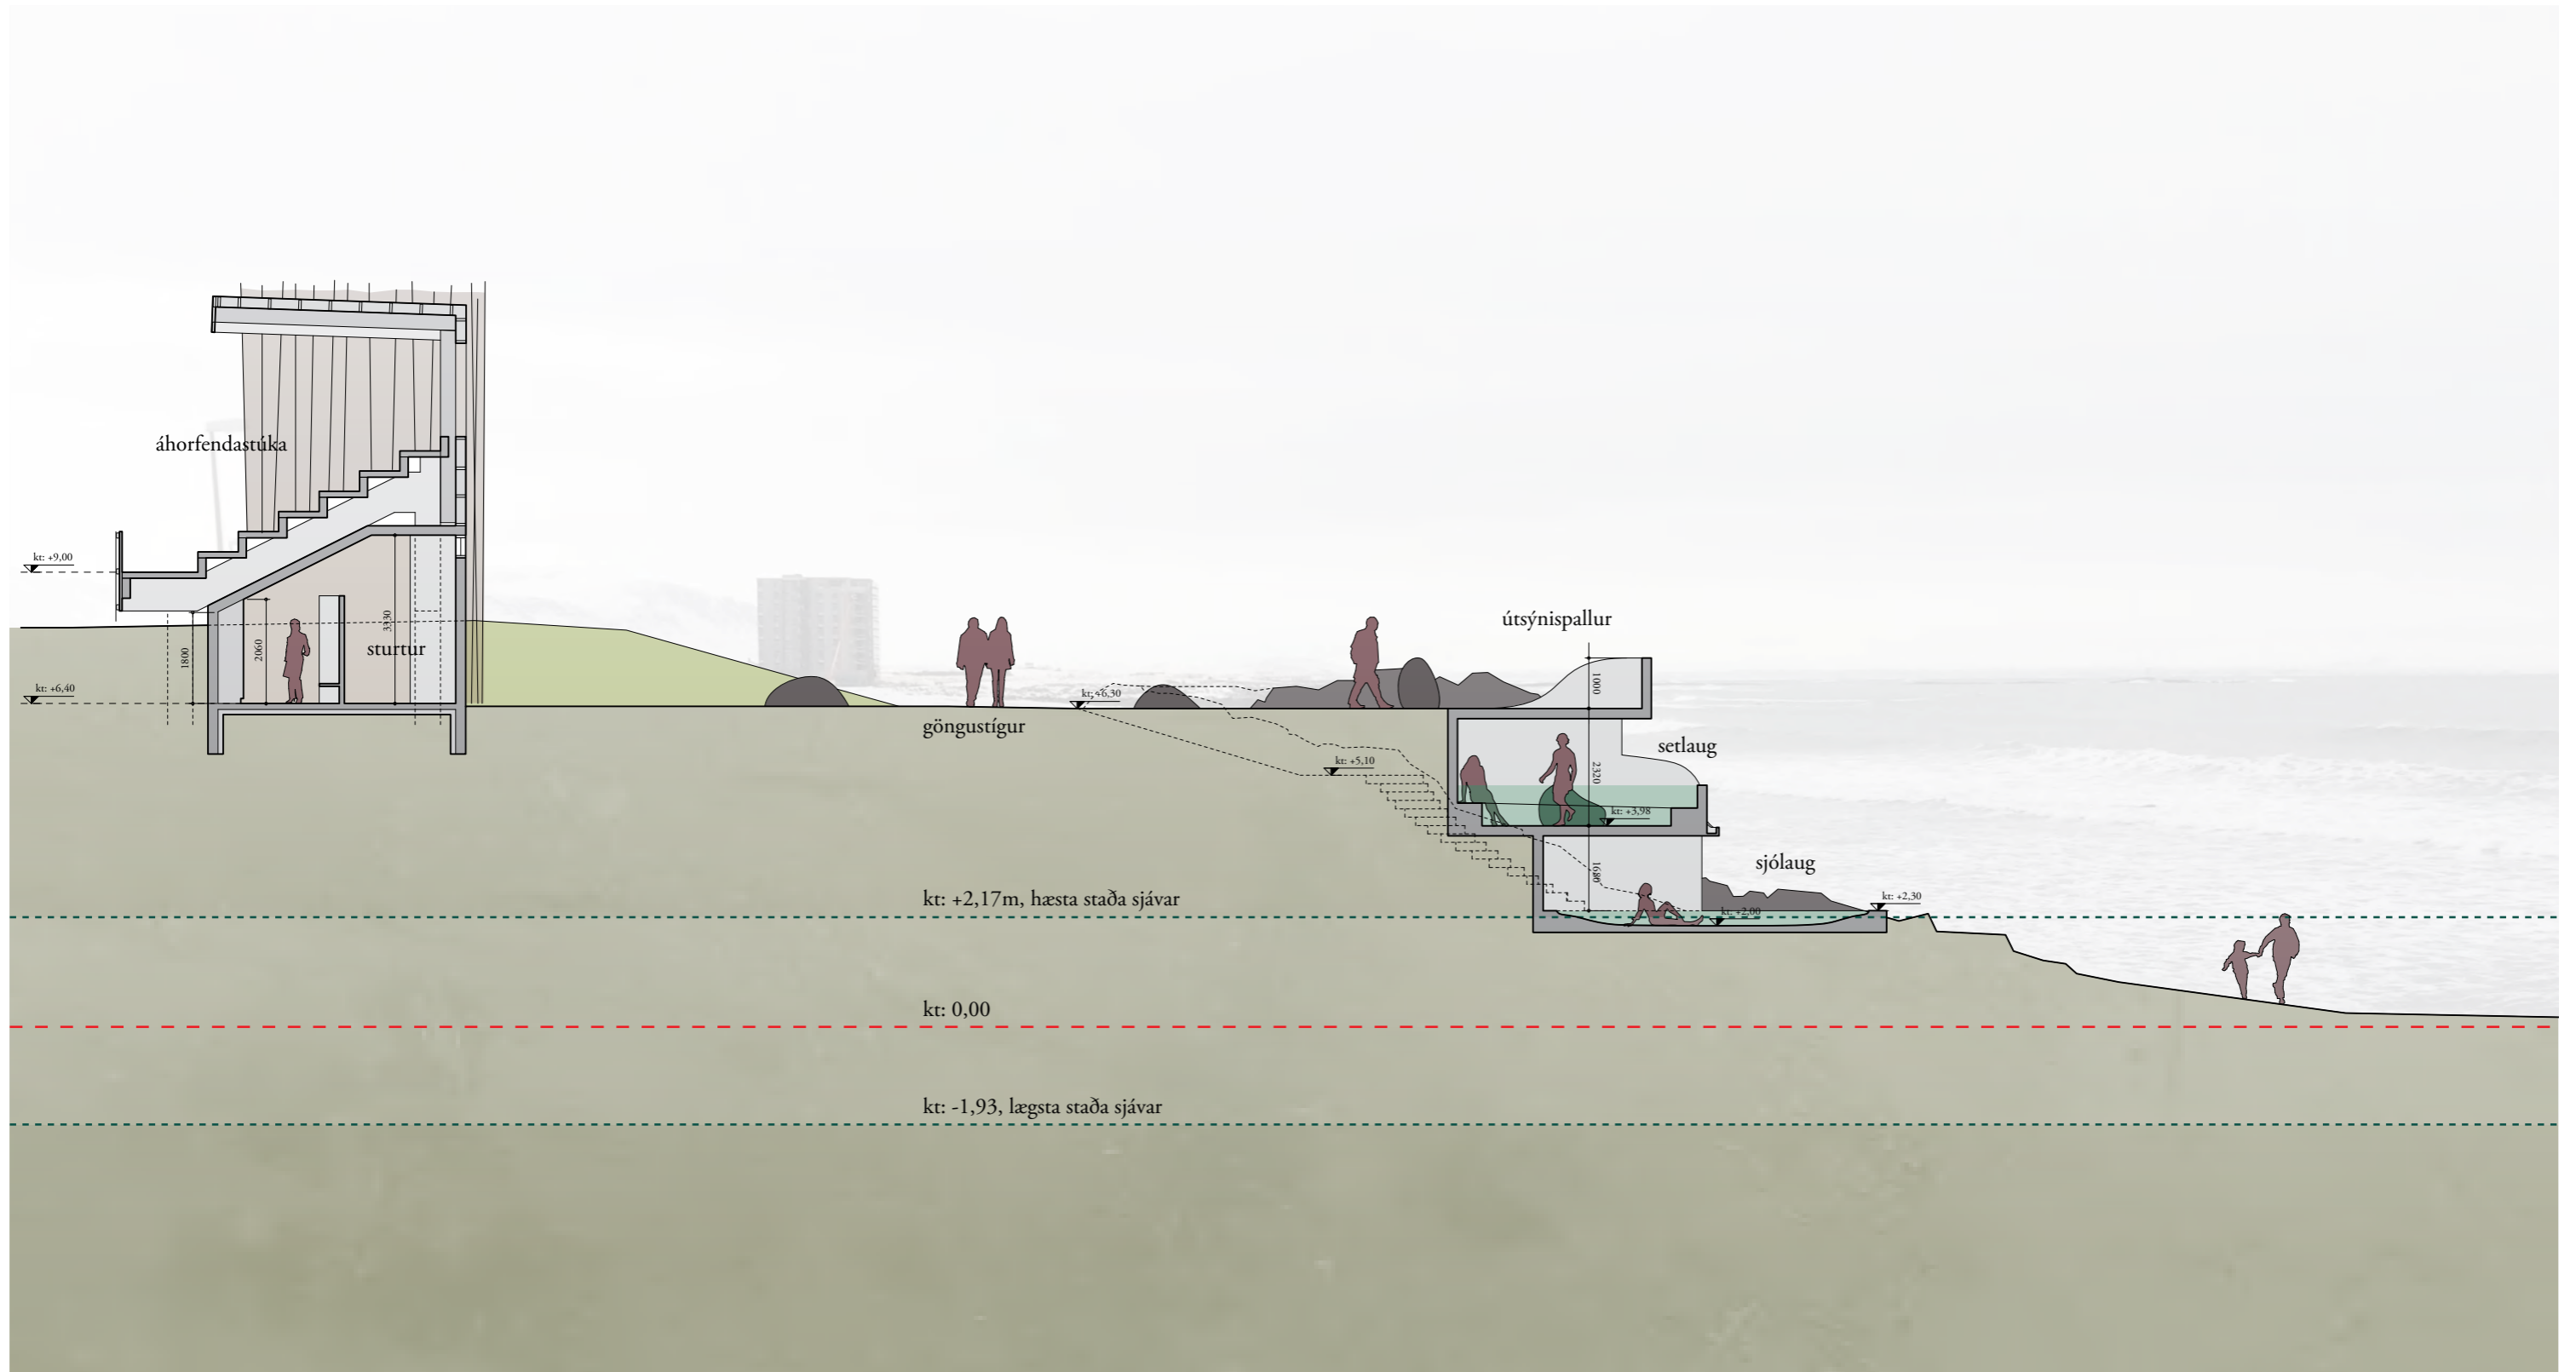 áhorfendastúka
kt: +9,00
kt: +6,40
1800
2060
3330
sturtur
göngustígur
kt: +6,30
kt: +5,10
útsýnispallur
1000
setlaug
2320
kt: +3,98
sjólaug
1680
kt: +2,30
kt: +2,00
kt: +2,17m, hæsta staða sjávar
kt: 0,00
kt: -1,93, lægsta staða sjávar